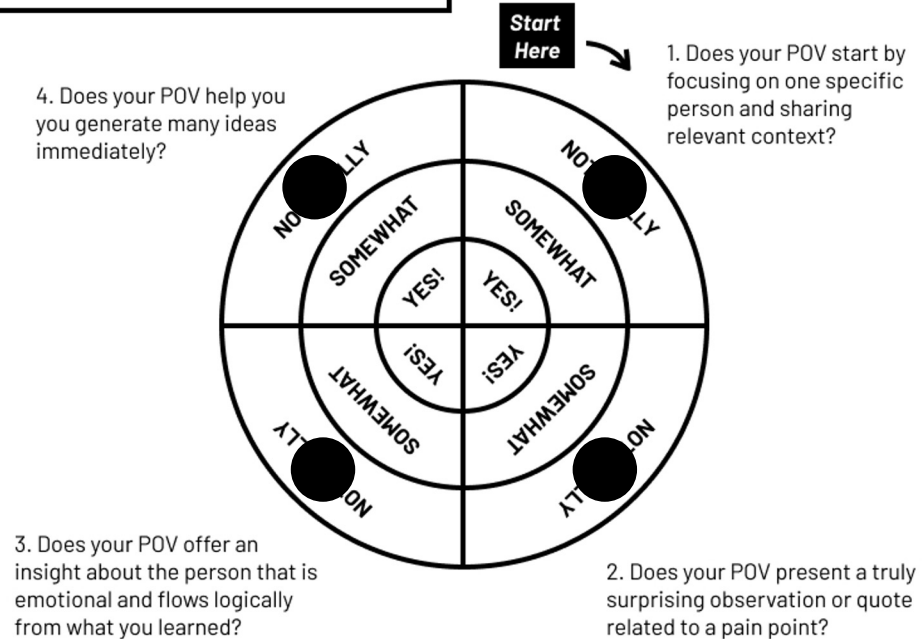 Start
Here
1. Does your POV start by
focusing on one specific
person and sharing
relevant context?
4. Does your POV help you
you generate many ideas
immediately?
SOMEWHAT
SOMEWHAT
YES!
YES!
YES!
YES!
SOMEWHAT
SOMEWHAT
3. Does your POV offer an
insight about the person that is
emotional and flows logically
from what you learned?
2. Does your POV present a truly
surprising observation or quote
related to a pain point?